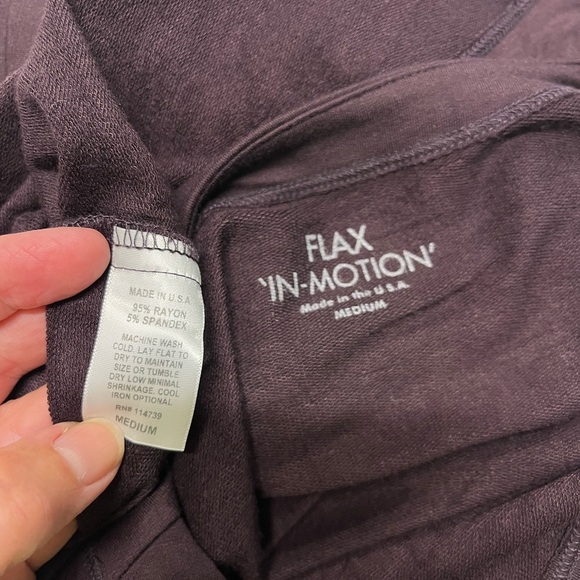 FLAX
'IN-MOTION'
Made in the U.S.A.
MEDIUM
MADE IN U.S.A
95% RAYON
5% SPANDEX
MACHINE WASH
COLD. LAY FLAT TO
DRY TO MAINTAIN
SIZE OR TUMBLE
DRY LOW MINIMAL
SHRINKAGE. COOL
IRON OPTIONAL
RN# 114739
MEDIUM